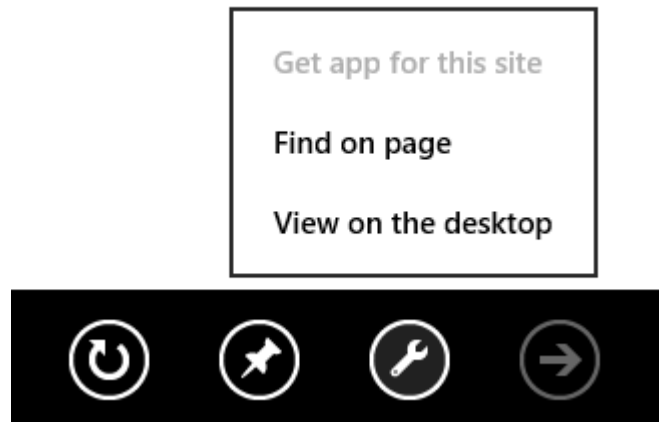 Get app for this site
Find on page
View on the desktop